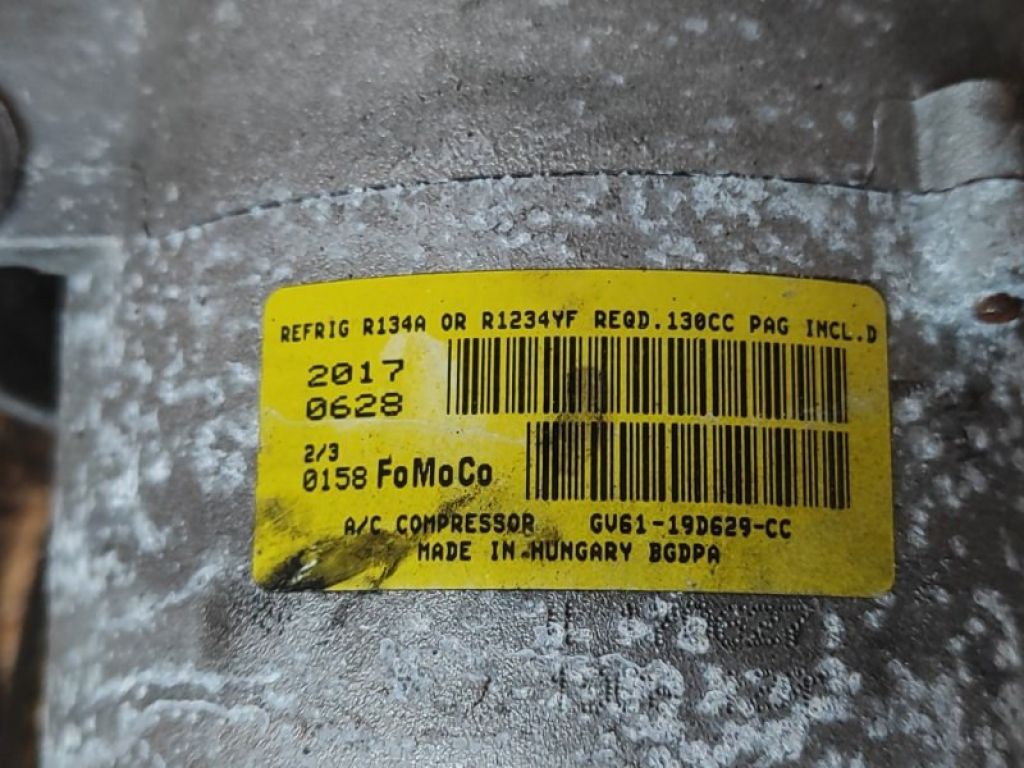 REFRIG R134A OR R1234YF REQD.130CC PAG INCL.D
2017
0628
2/3
0158 FoMoCo
A/C COMPRESSOR GV61-19D629-CC
MADE IN HUNGARY BGDPA